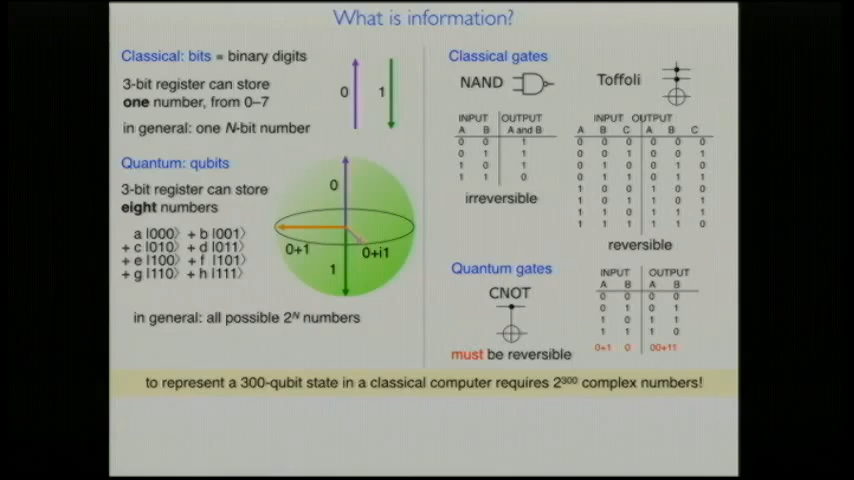 What is information?
Classical: bits = binary digits
3-bit register can store
one number, from 0–7
in general: one N-bit number
0
1
Quantum: qubits
3-bit register can store
eight numbers
a |000⟩ + b |001⟩
+ c |010⟩ + d |011⟩
+ e |100⟩ + f |101⟩
+ g |110⟩ + h |111⟩
0
0+1
0+i1
1
in general: all possible 2ᴺ numbers
Classical gates
NAND
INPUT OUTPUT
A B A and B
0 0 1
0 1 1
1 0 1
1 1 0
irreversible
Toffoli
INPUT OUTPUT
A B C A B C
0 0 0 0 0 0
0 0 1 0 0 1
0 1 0 0 1 0
0 1 1 0 1 1
1 0 0 1 0 0
1 0 1 1 0 1
1 1 0 1 1 1
1 1 1 1 1 0
reversible
Quantum gates
CNOT
must be reversible
INPUT OUTPUT
A B A B
0 0 0 0
0 1 0 1
1 0 1 1
1 1 1 0
0+1 0 00+11
to represent a 300-qubit state in a classical computer requires 2³⁰⁰ complex numbers!